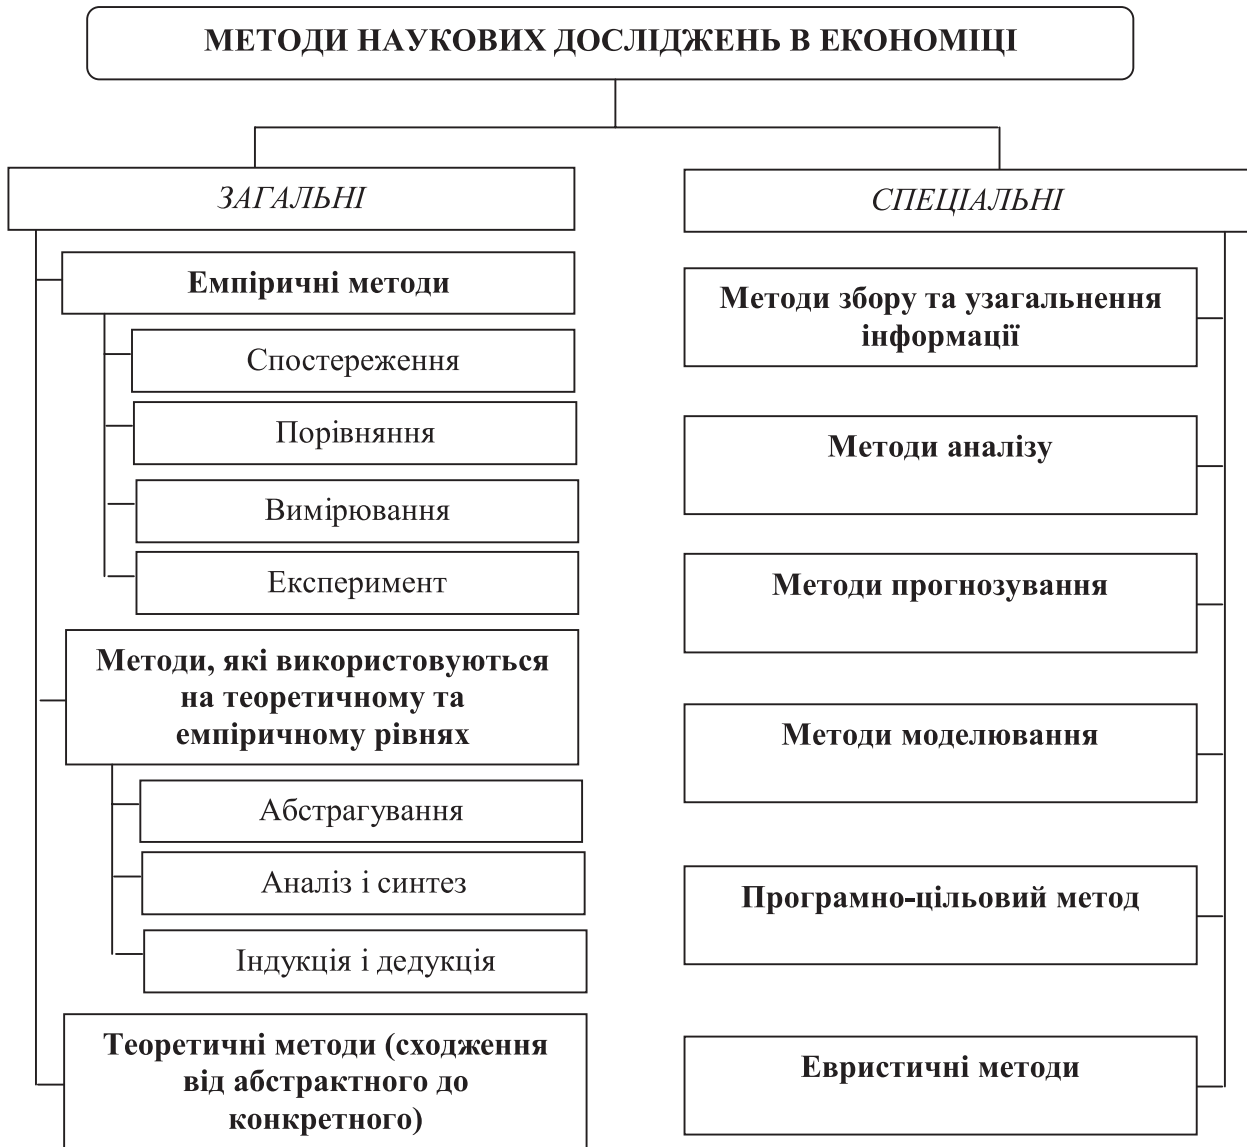 МЕТОДИ НАУКОВИХ ДОСЛІДЖЕНЬ В ЕКОНОМІЦІ
ЗАГАЛЬНІ
Емпіричні методи
Спостереження
Порівняння
Вимірювання
Експеримент
Методи, які використовуються
на теоретичному та
емпіричному рівнях
Абстрагування
Аналіз і синтез
Індукція і дедукція
Теоретичні методи (сходження
від абстрактного до
конкретного)
СПЕЦІАЛЬНІ
Методи збору та узагальнення
інформації
Методи аналізу
Методи прогнозування
Методи моделювання
Програмно-цільовий метод
Евристичні методи